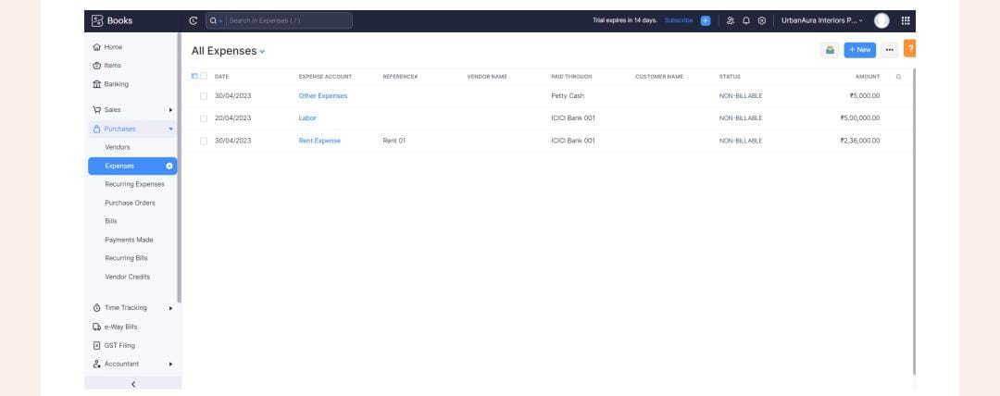 Books
Search in Expenses ( / )
Trial expires in 14 days. Subscribe
UrbanAura Interiors P...
Home
Items
Banking
Sales
Purchases
Vendors
Expenses
Recurring Expenses
Purchase Orders
Bills
Payments Made
Recurring Bills
Vendor Credits
Time Tracking
e-Way Bills
GST Filing
Accountant
All Expenses
+ New
?
DATE EXPENSE ACCOUNT REFERENCE# VENDOR NAME PAID THROUGH CUSTOMER NAME STATUS AMOUNT
30/04/2023 Other Expenses Petty Cash NON-BILLABLE ₹5,000.00
20/04/2023 Labor ICICI Bank 001 NON-BILLABLE ₹5,00,000.00
30/04/2023 Rent Expense Rent 01 ICICI Bank 001 NON-BILLABLE ₹2,36,000.00